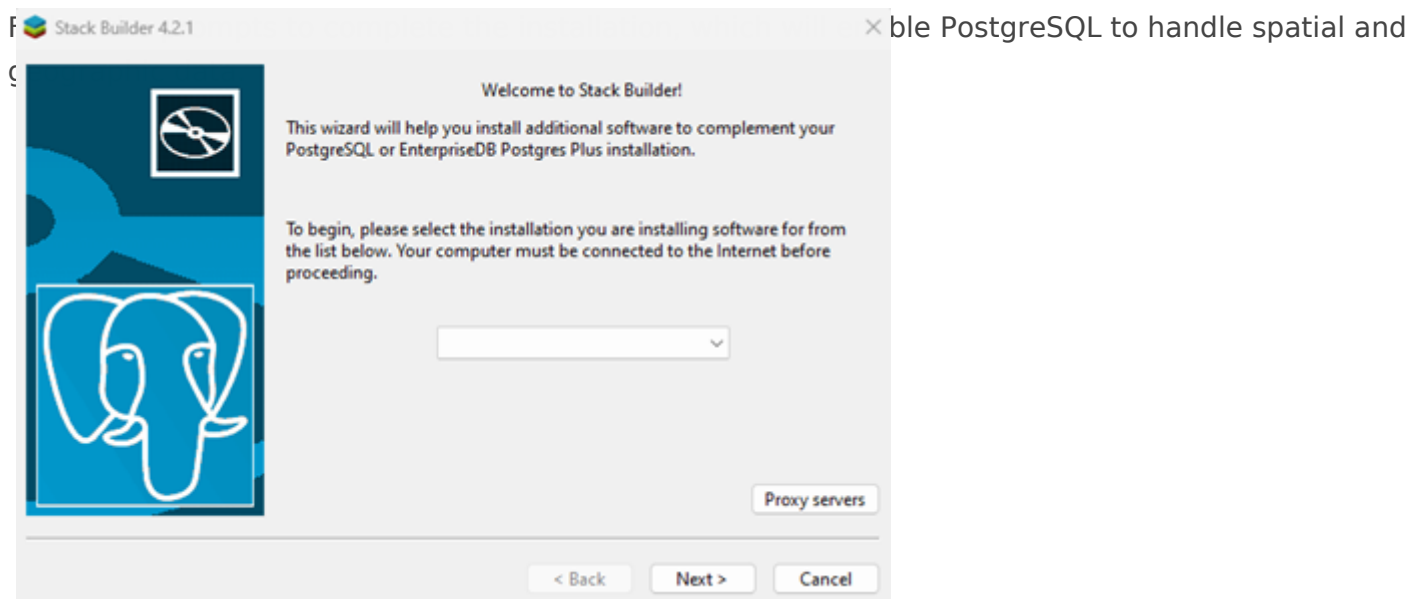 Stack Builder 4.2.1
ble PostgreSQL to handle spatial and
Welcome to Stack Builder!
This wizard will help you install additional software to complement your
PostgreSQL or EnterpriseDB Postgres Plus installation.
To begin, please select the installation you are installing software for from
the list below. Your computer must be connected to the Internet before
proceeding.
Proxy servers
< Back Next > Cancel